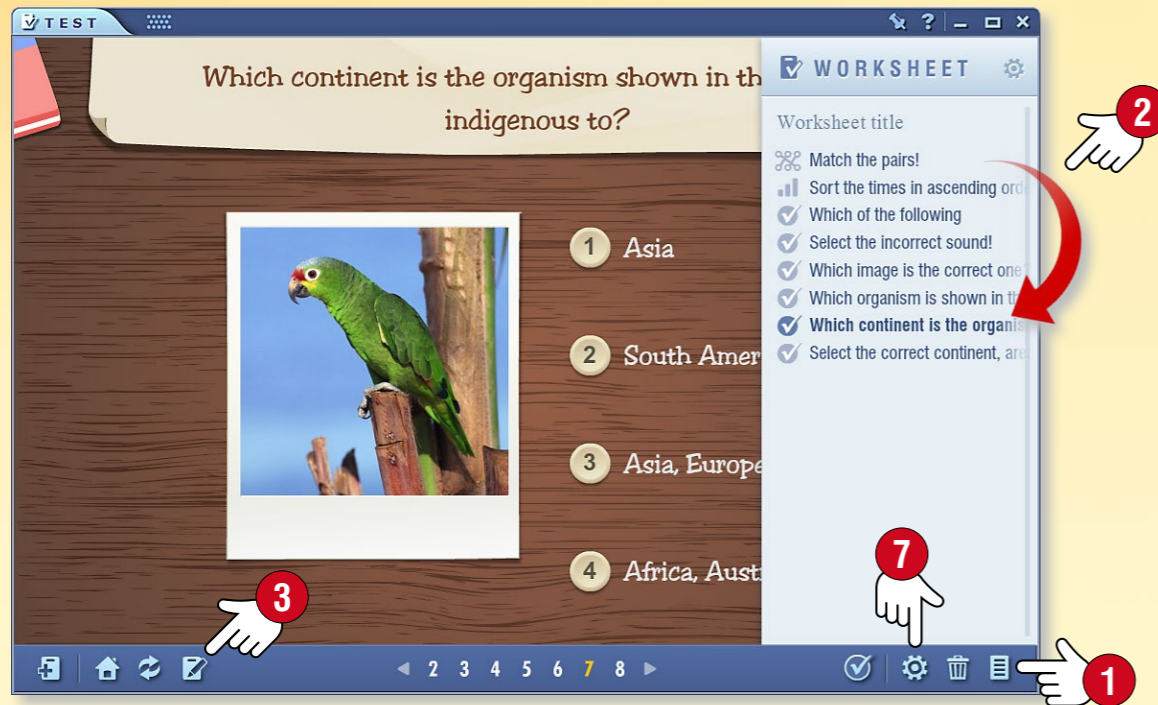 TEST
?
Which continent is the organism shown in th
indigenous to?
1 Asia
2 South Amer
3 Asia, Europe
4 Africa, Aust
WORKSHEET
Worksheet title
Match the pairs!
Sort the times in ascending orde
Which of the following
Select the incorrect sound!
Which image is the correct one?
Which organism is shown in th
Which continent is the organis
Select the correct continent, are
2
3
7
1
2 3 4 5 6 7 8